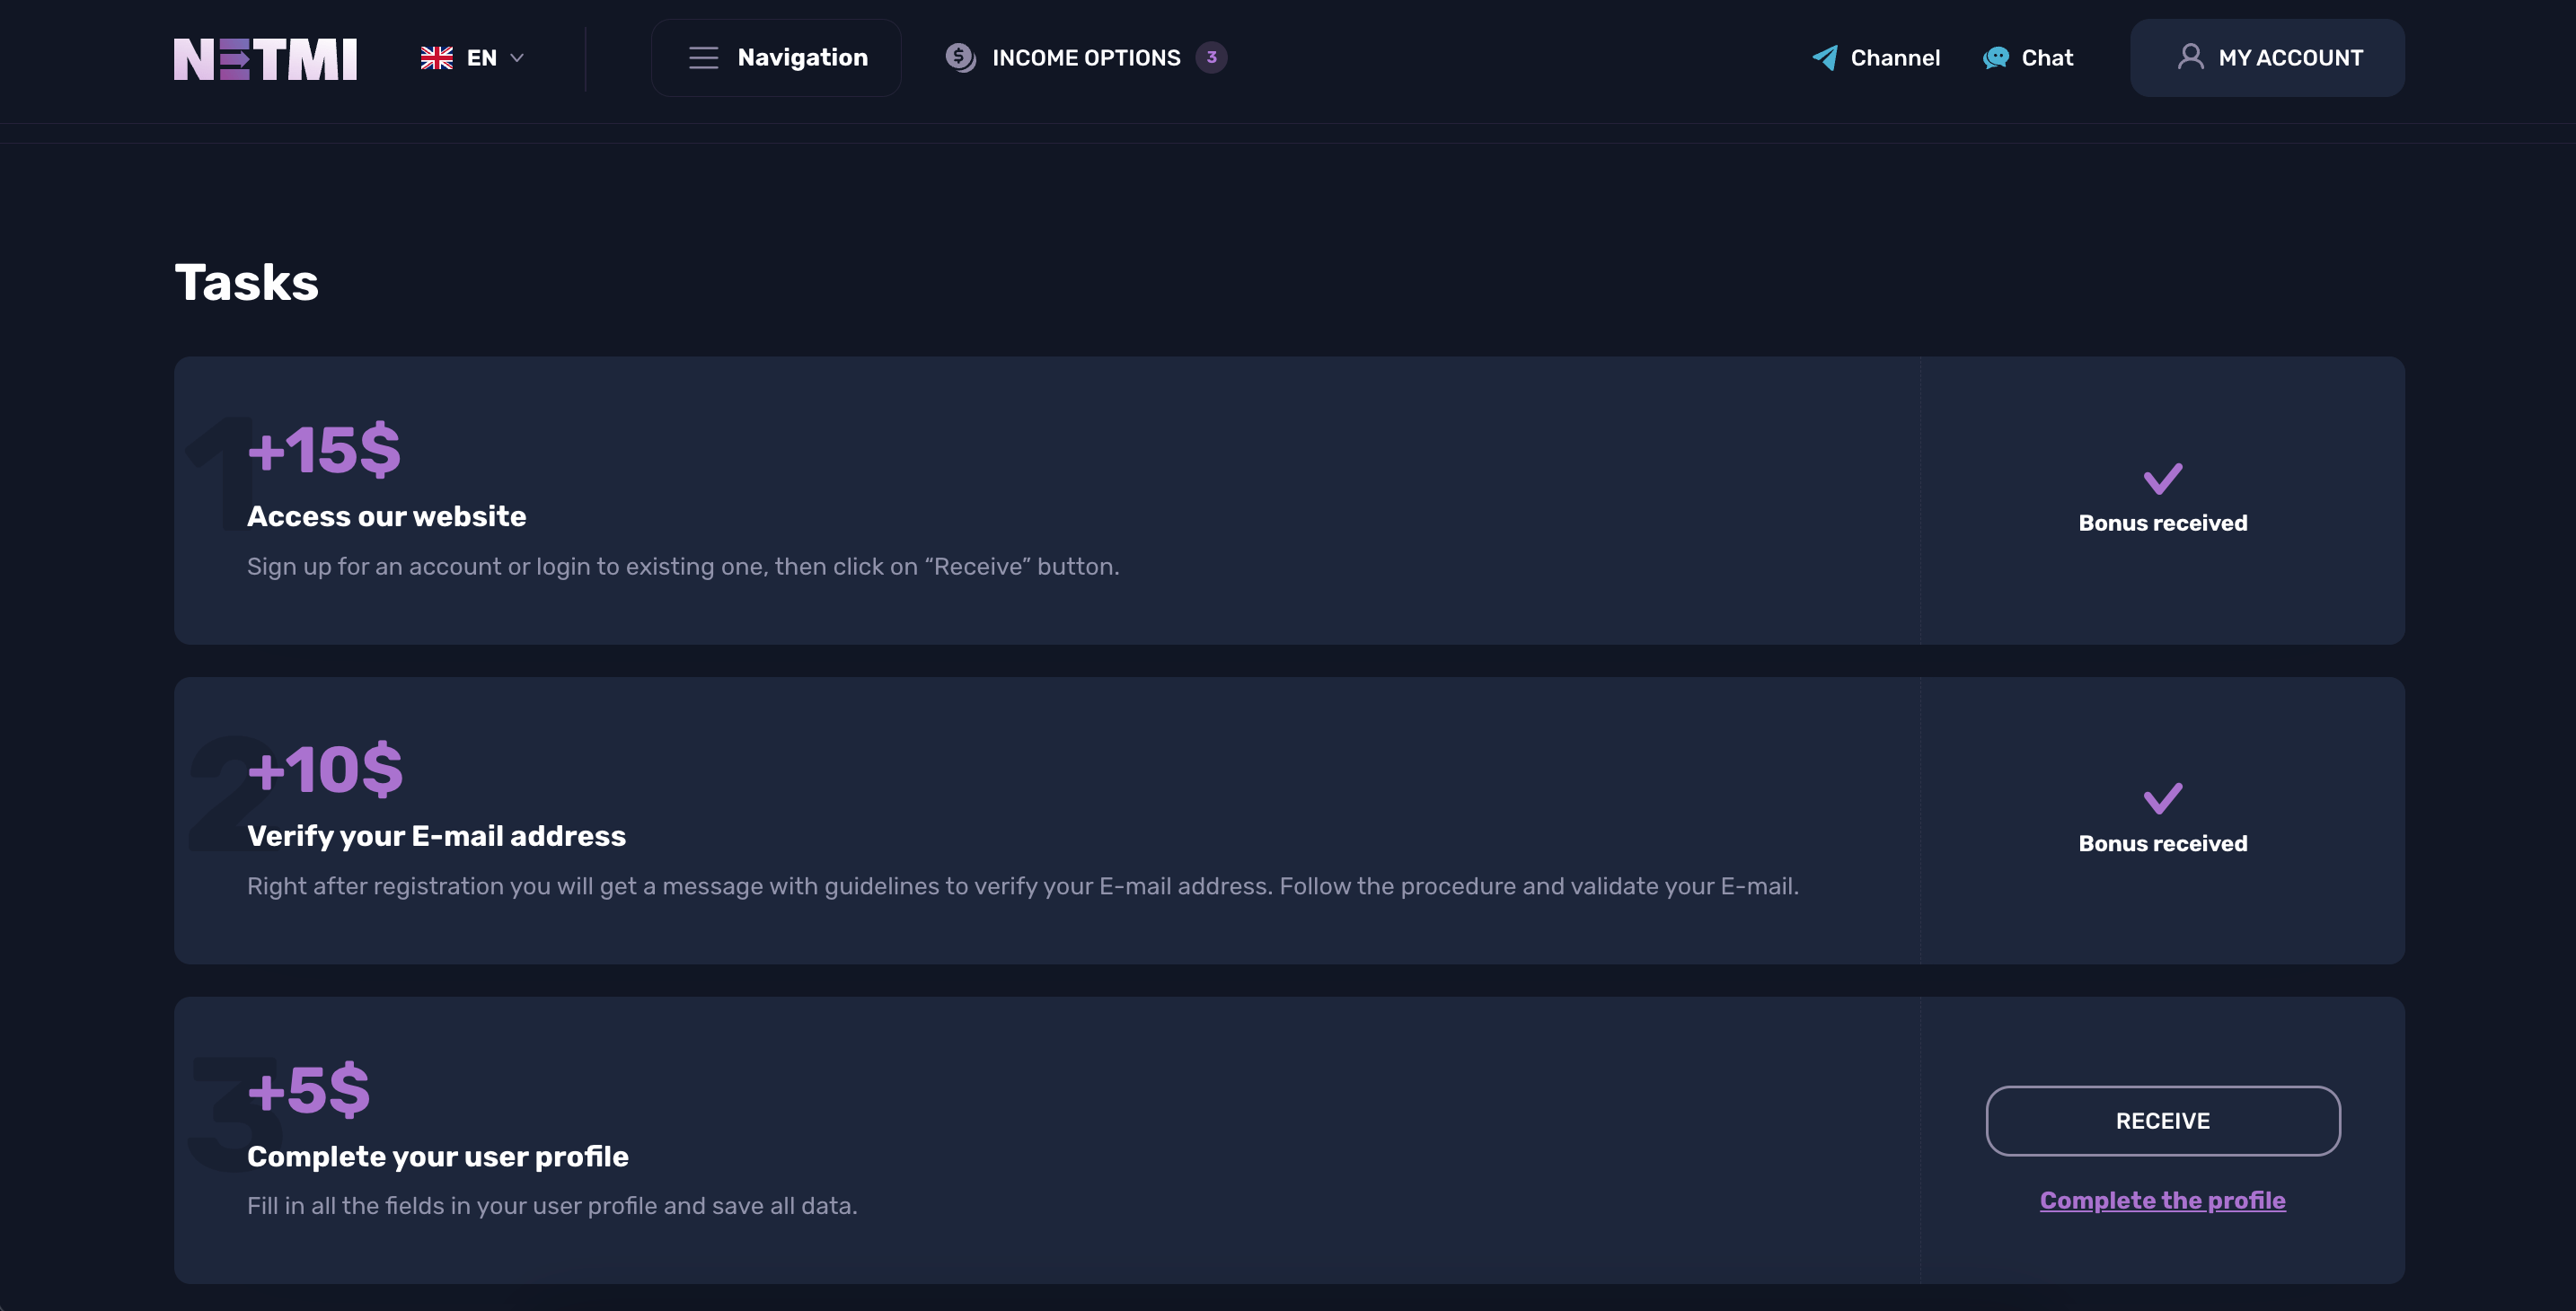 NETMI
EN
Navigation
INCOME OPTIONS 3
Channel
Chat
MY ACCOUNT
Tasks
1
+15$
Access our website
Sign up for an account or login to existing one, then click on “Receive” button.
Bonus received
2
+10$
Verify your E-mail address
Right after registration you will get a message with guidelines to verify your E-mail address. Follow the procedure and validate your E-mail.
Bonus received
3
+5$
Complete your user profile
Fill in all the fields in your user profile and save all data.
RECEIVE
Complete the profile